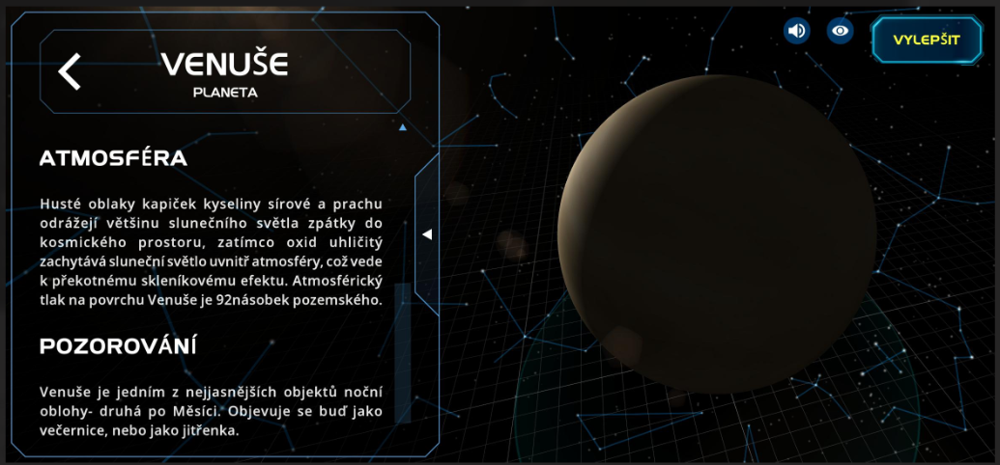 VENUŠE
PLANETA
VYLEPŠIT
ATMOSFÉRA
Husté oblaky kapiček kyseliny sírové a prachu
odrážejí většinu slunečního světla zpátky do
kosmického prostoru, zatímco oxid uhličitý
zachytává sluneční světlo uvnitř atmosféry, což vede
k překotnému skleníkovému efektu. Atmosférický
tlak na povrchu Venuše je 92násobek pozemského.
POZOROVÁNÍ
Venuše je jedním z nejjasnějších objektů noční
oblohy- druhá po Měsíci. Objevuje se buď jako
večernice, nebo jako jitřenka.